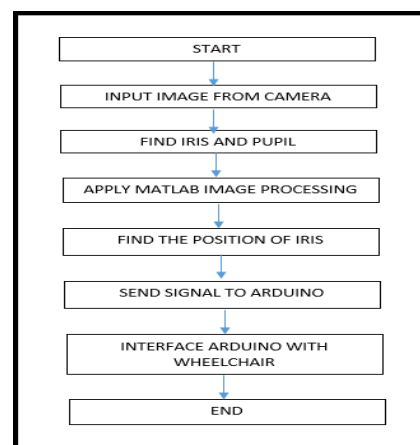 START
INPUT IMAGE FROM CAMERA
FIND IRIS AND PUPIL
APPLY MATLAB IMAGE PROCESSING
FIND THE POSITION OF IRIS
SEND SIGNAL TO ARDUINO
INTERFACE ARDUINO WITH
WHEELCHAIR
END